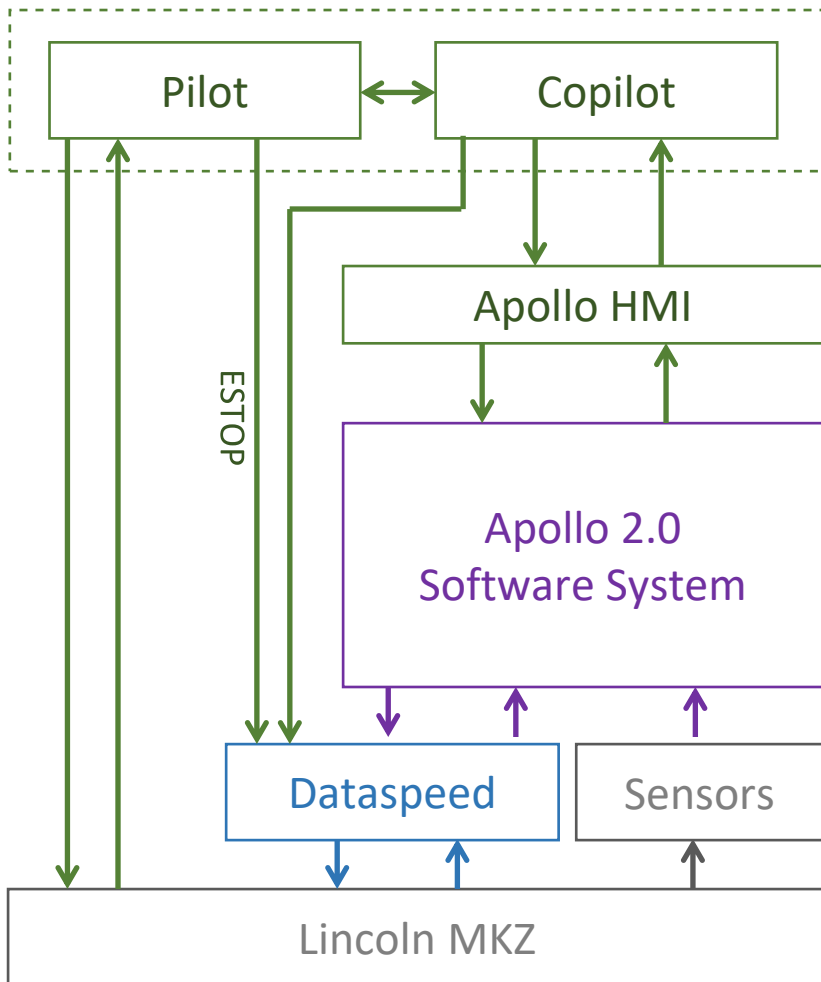 Pilot
Copilot
Apollo HMI
ESTOP
Apollo 2.0
Software System
Dataspeed
Sensors
Lincoln MKZ